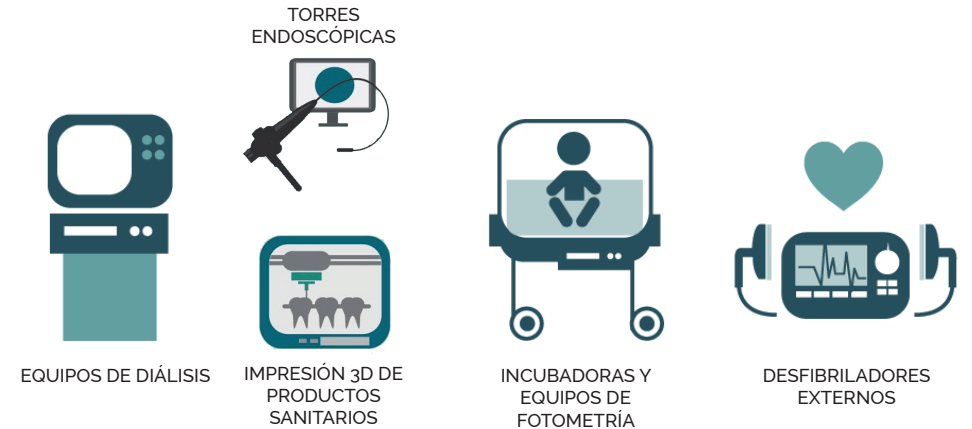 TORRES
ENDOSCÓPICAS
EQUIPOS DE DIÁLISIS
IMPRESIÓN 3D DE
PRODUCTOS
SANITARIOS
INCUBADORAS Y
EQUIPOS DE
FOTOMETRÍA
DESFIBRILADORES
EXTERNOS